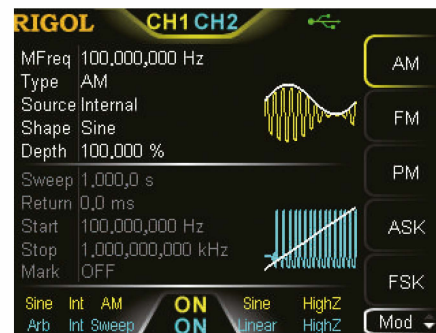 RIGOL CH1 CH2
MFreq 100,000,000 Hz
Type AM
Source Internal
Shape Sine
Depth 100.000 %
Sweep 1.000,0 s
Return 0.0 ms
Start 100,000,000 Hz
Stop 1.000,000,000 kHz
Mark OFF
Sine Int AM ON Sine HighZ
Arb Int Sweep ON Linear HighZ
AM
FM
PM
ASK
FSK
Mod